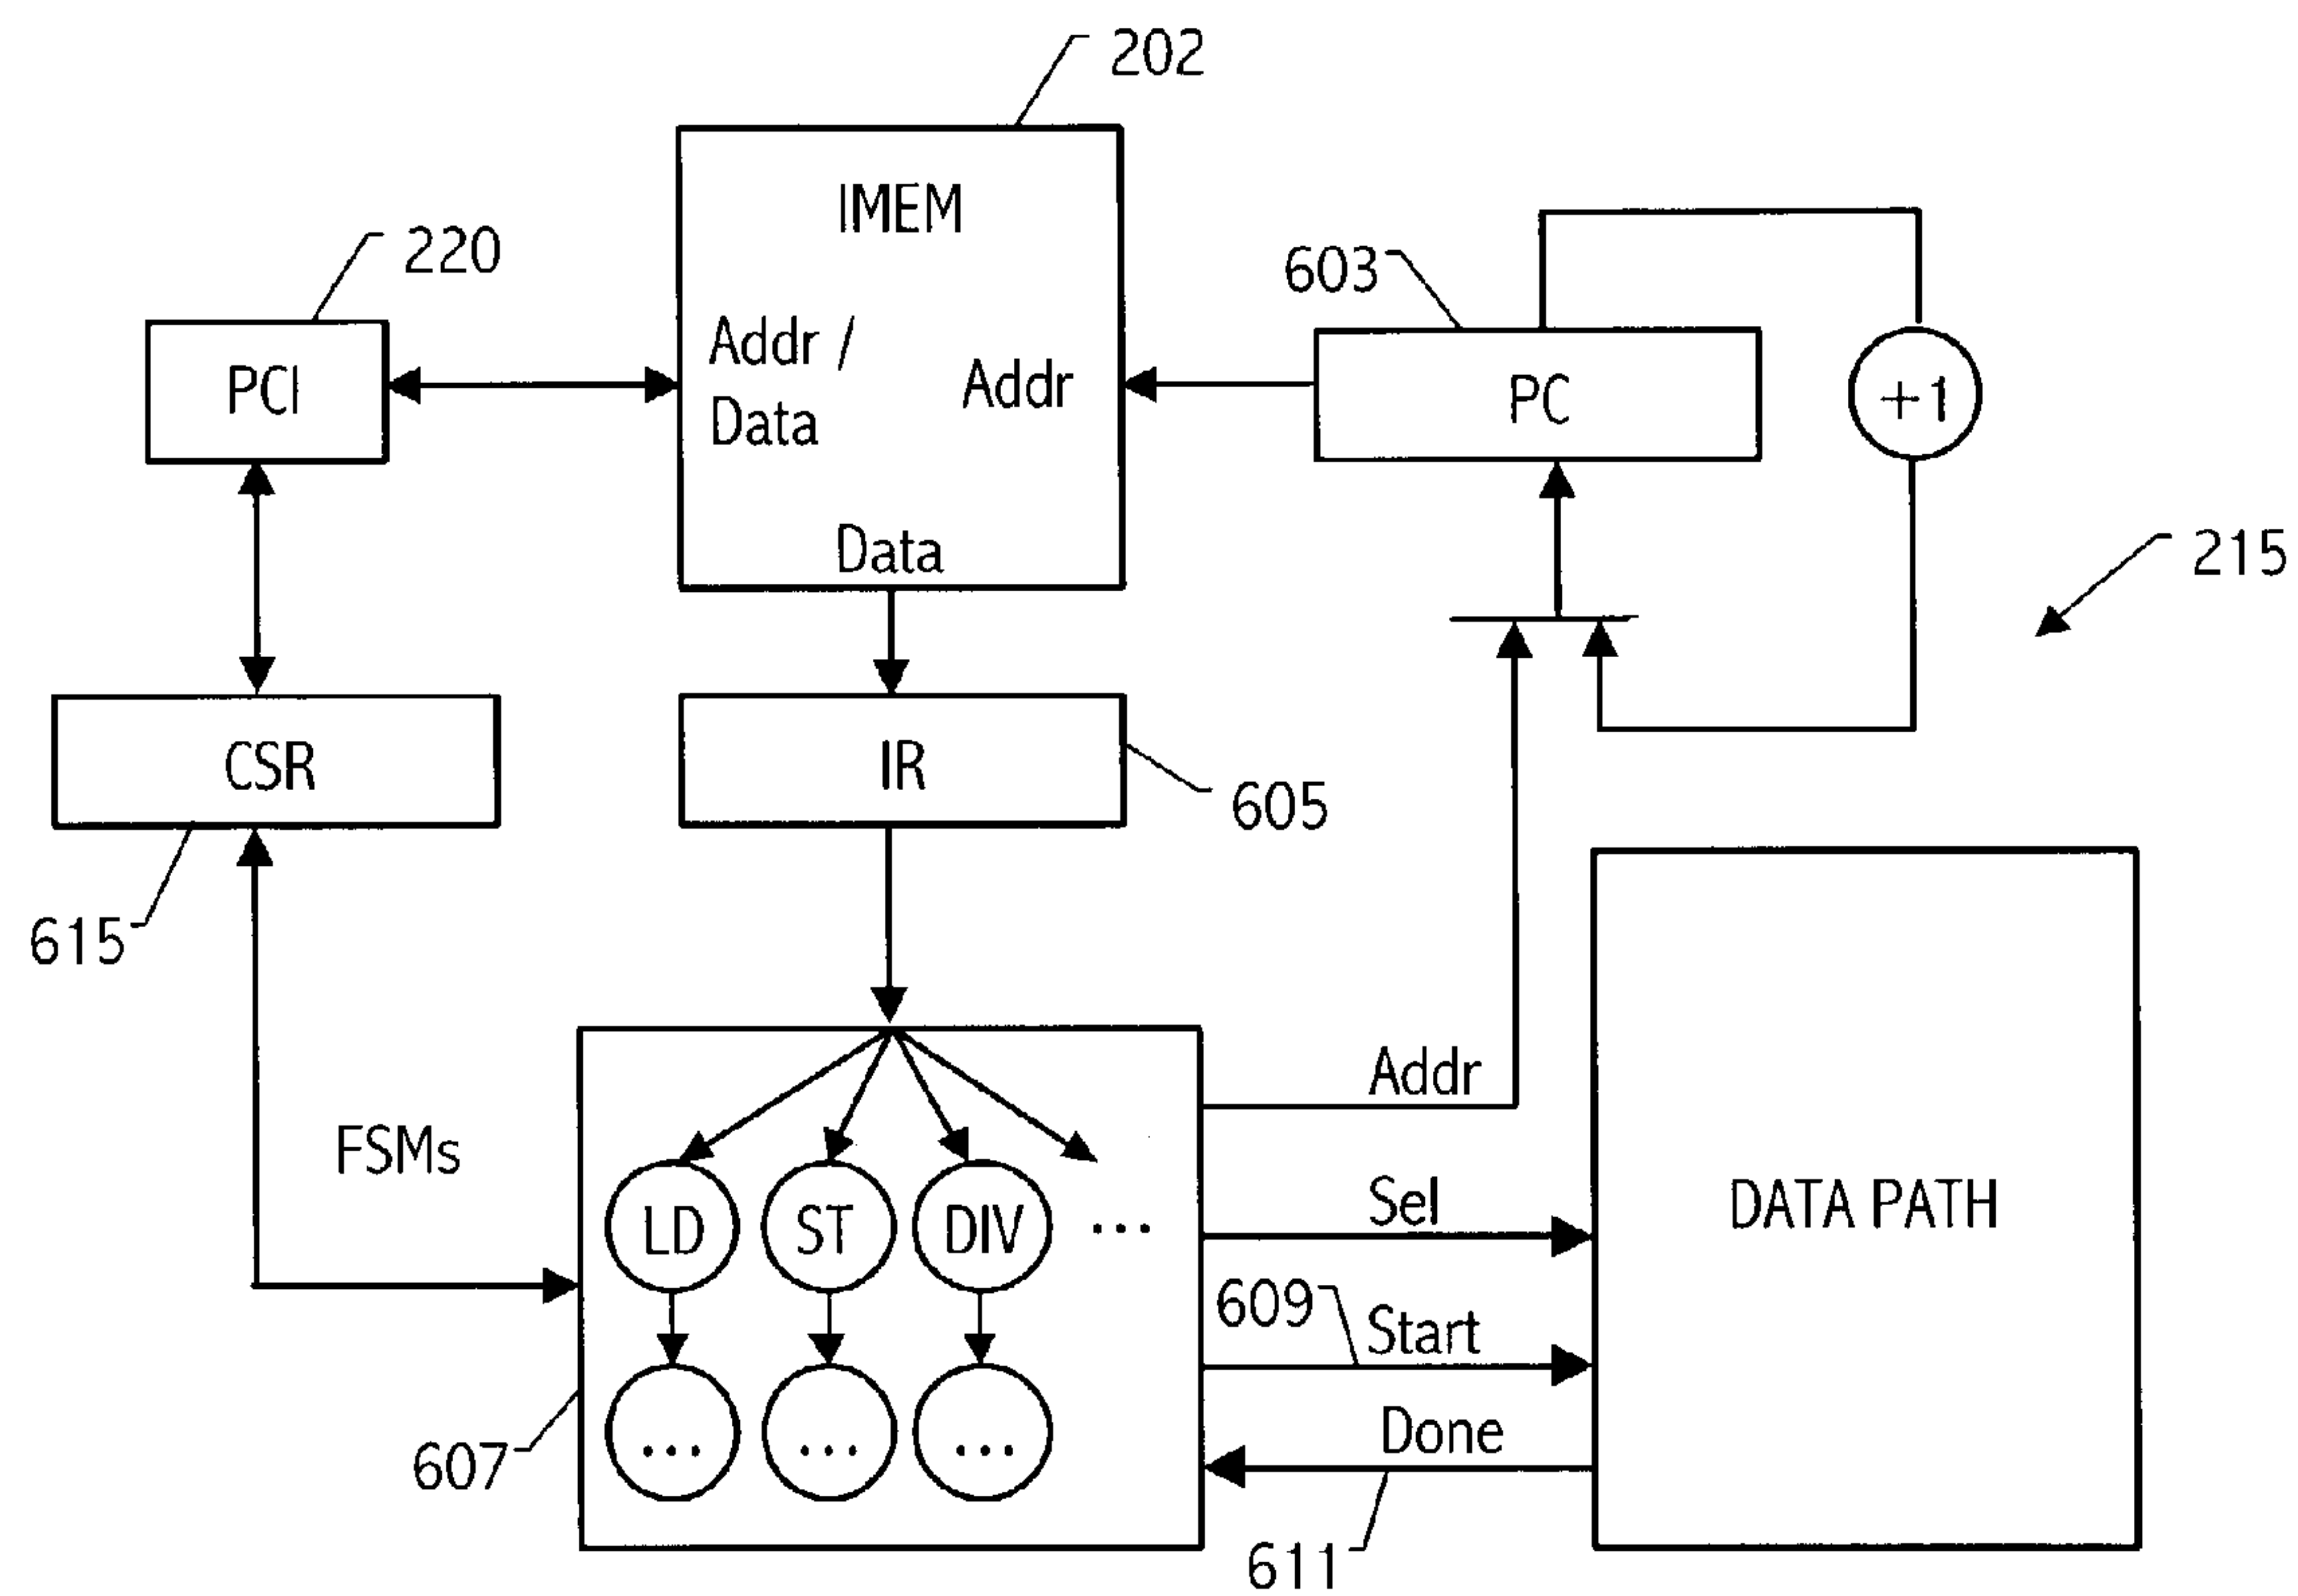 202
IMEM
220
603
PCI
Addr /
Data
Addr
PC
+1
Data
215
CSR
IR
605
615
Addr
FSMs
LD
ST
DIV
...
Sel
DATA PATH
609
Start
...
...
...
Done
607
611